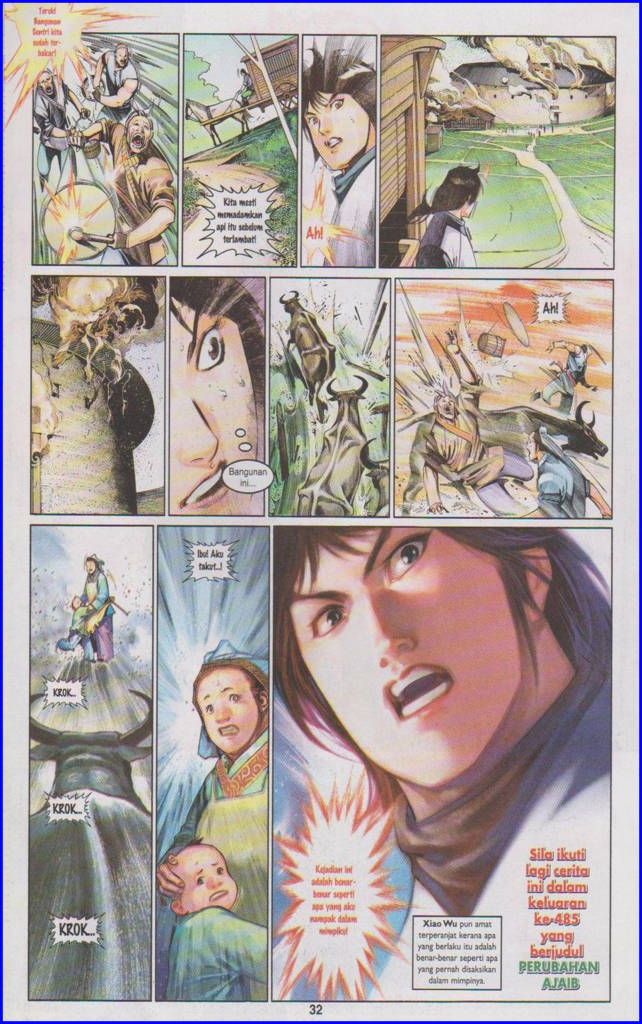 Teruk!
Bangunan
Santri kita
sudah ter-
bakar!
Kita mesti
memadamkan
api itu sebelum
terlambat!
Ah!
Bangunan
ini...
Ah!
KROK...
KROK...
KROK...
Ibu! Aku
takut..!
Kejadian ini
adalah benar-
benar seperti
apa yang aku
nampak dalam
mimpiku!
Xiao Wu pun amat
terperanjat kerana apa
yang berlaku itu adalah
benar-benar seperti apa
yang pernah disaksikan
dalam mimpinya.
Sila ikuti
lagi cerita
ini dalam
keluaran
ke-485
yang
berjudul
PERUBAHAN
AJAIB
32